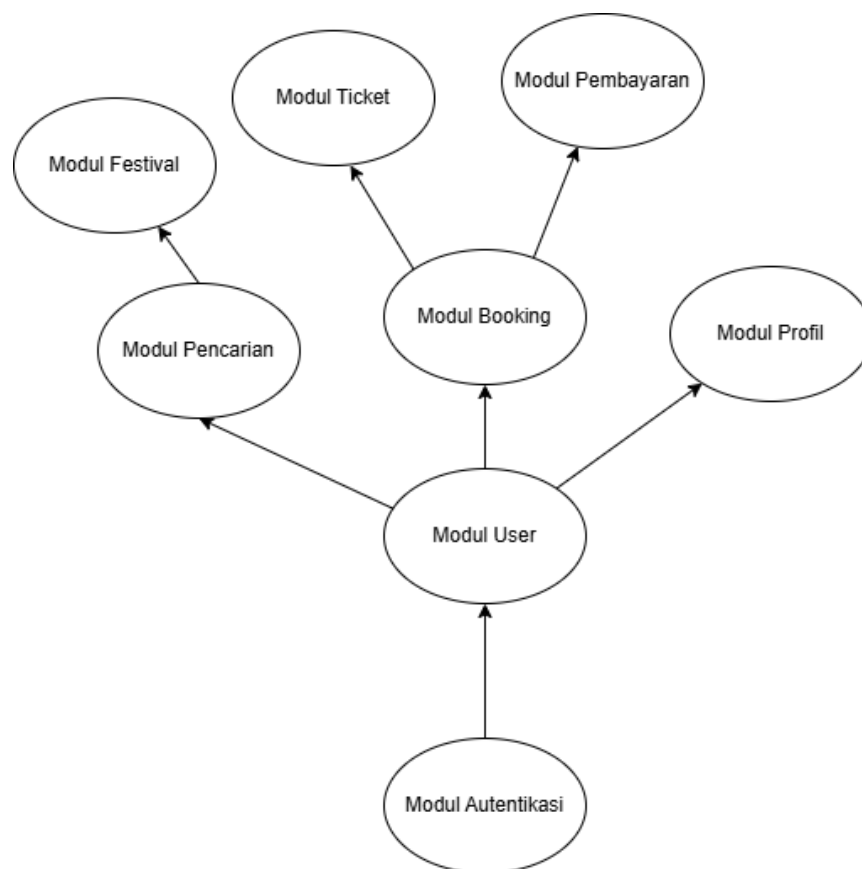 Modul Pembayaran
Modul Ticket
Modul Festival
Modul Booking
Modul Profil
Modul Pencarian
Modul User
Modul Autentikasi